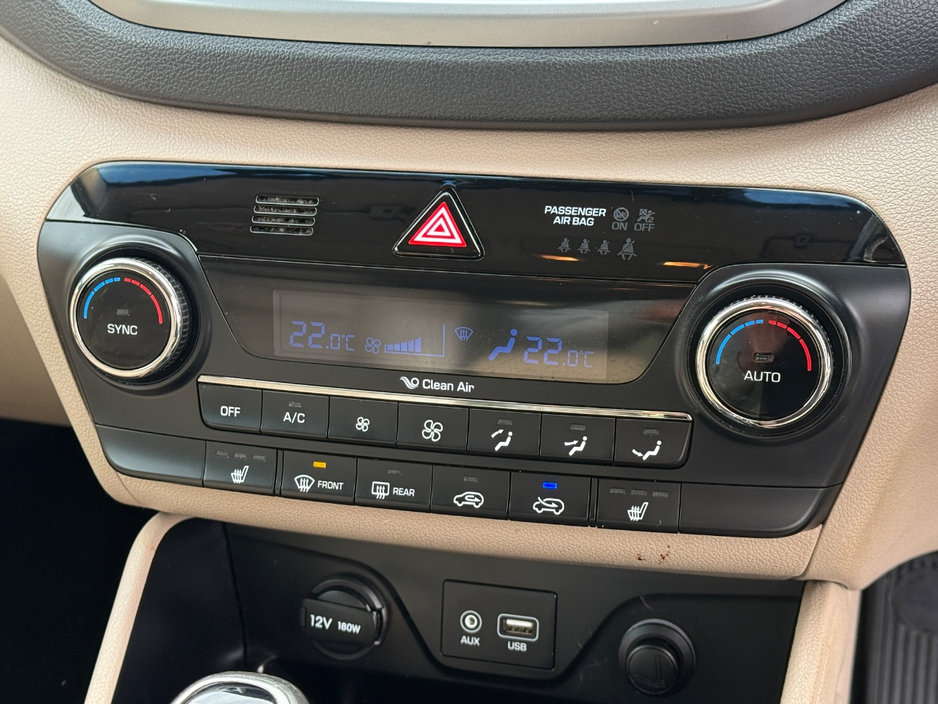 PASSENGER
AIR BAG
ON OFF
SYNC
22.0°C
22.0°C
AUTO
Clean Air
OFF
A/C
FRONT
REAR
12V 180W
AUX
USB